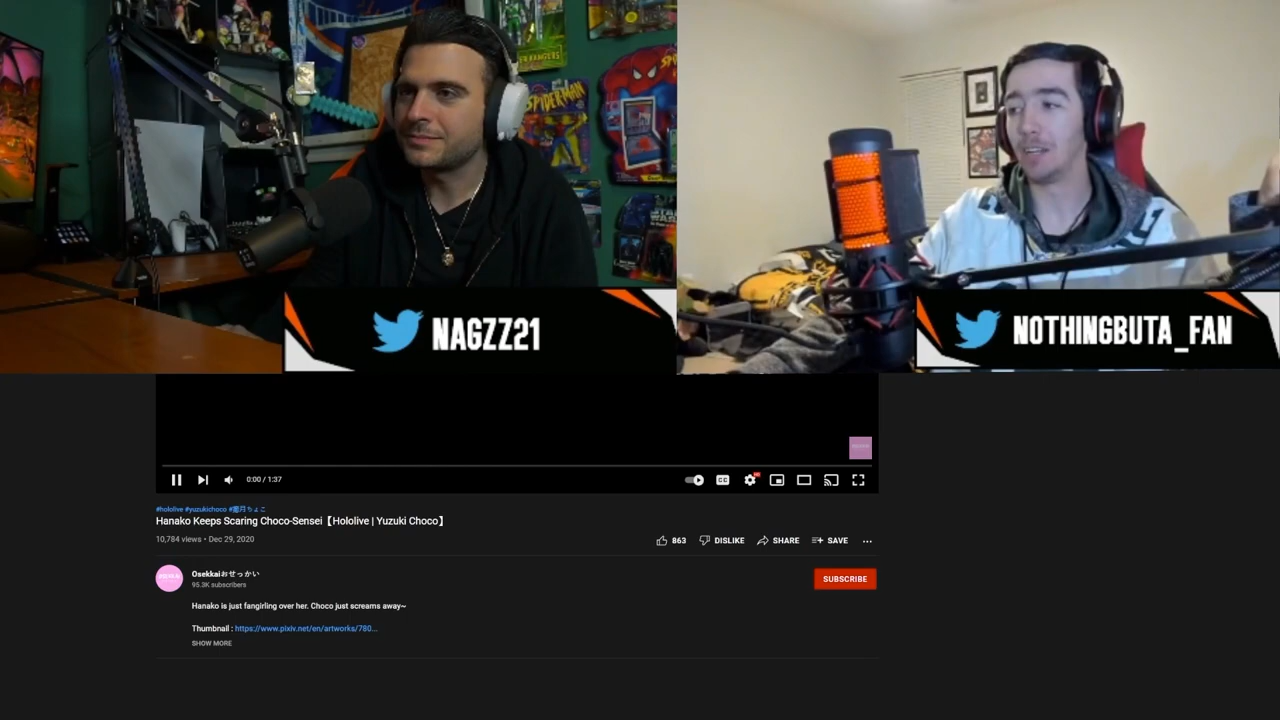 SPIDER-MAN
NAGZZ21
NOTHINGBUTA_FAN
0:00 / 1:37
#hololive #yuzukichoco #癒月ちょこ
Hanako Keeps Scaring Choco-Sensei【Hololive | Yuzuki Choco】
10,784 views • Dec 29, 2020
863 DISLIKE SHARE SAVE ...
Osekkaiおせっかい
95.3K subscribers
SUBSCRIBE
Hanako is just fangirling over her. Choco just screams away~
Thumbnail : https://www.pixiv.net/en/artworks/780...
SHOW MORE